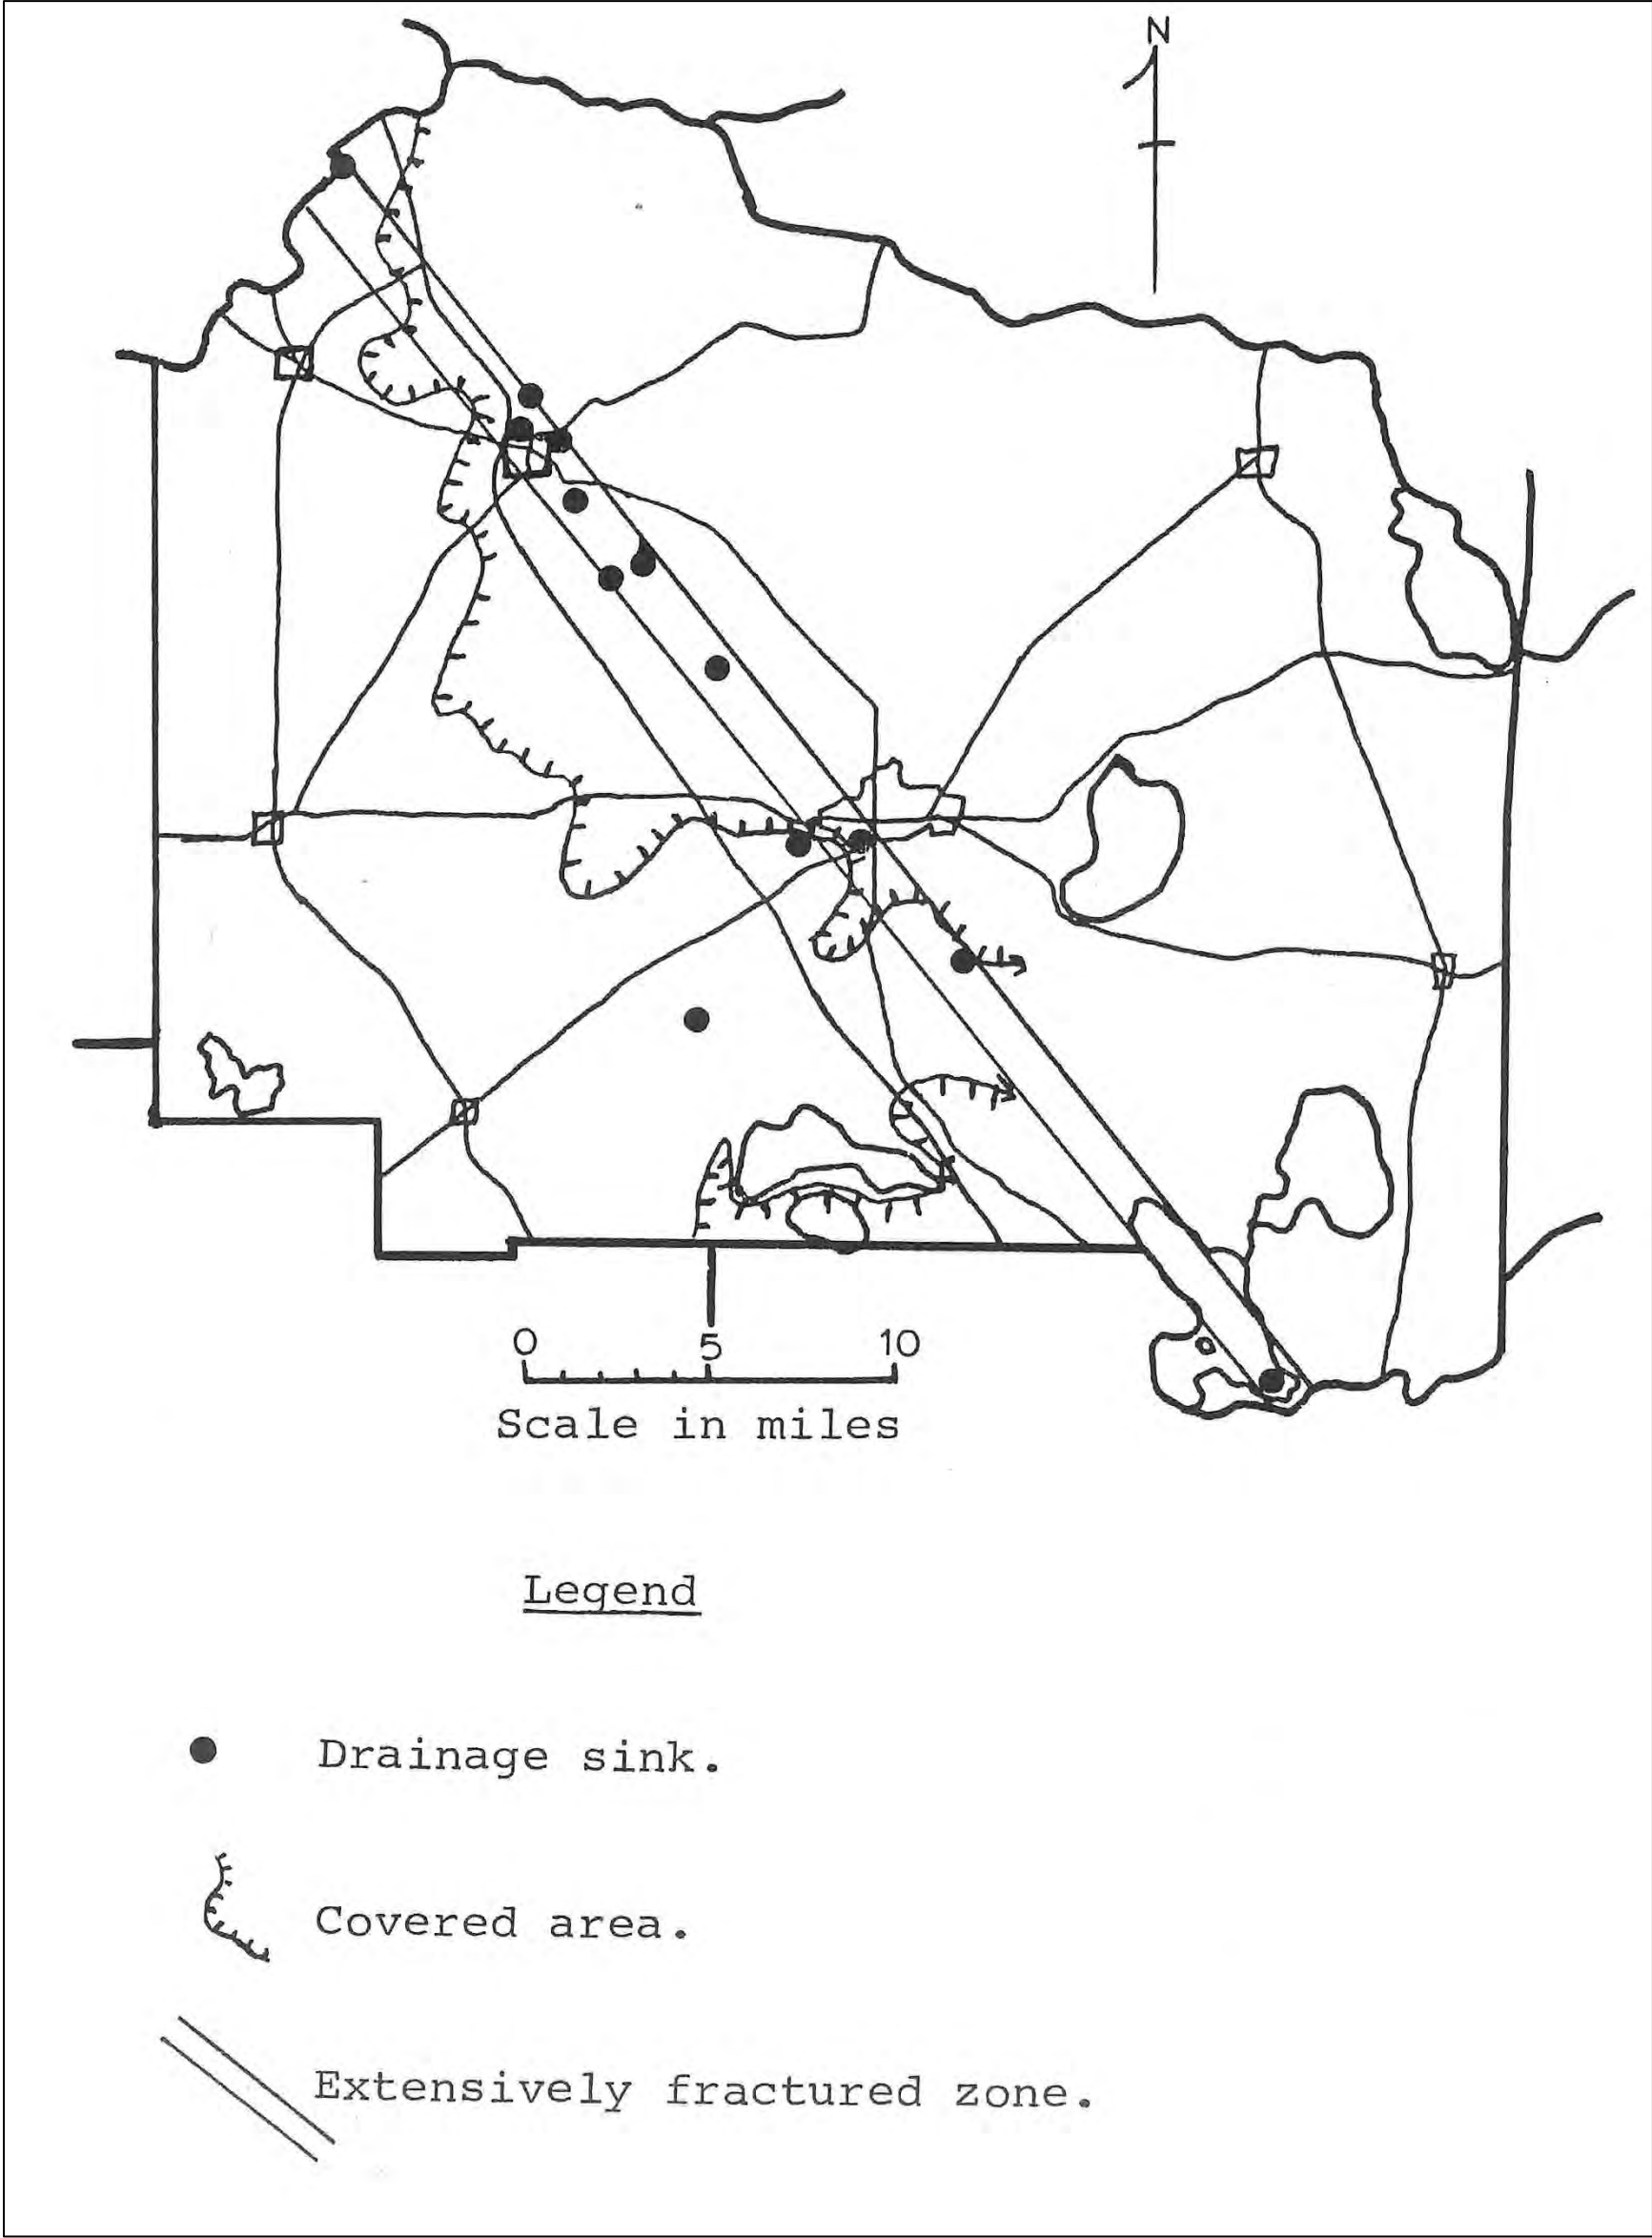 N
0 5 10
Scale in miles
Legend
Drainage sink.
Covered area.
Extensively fractured zone.